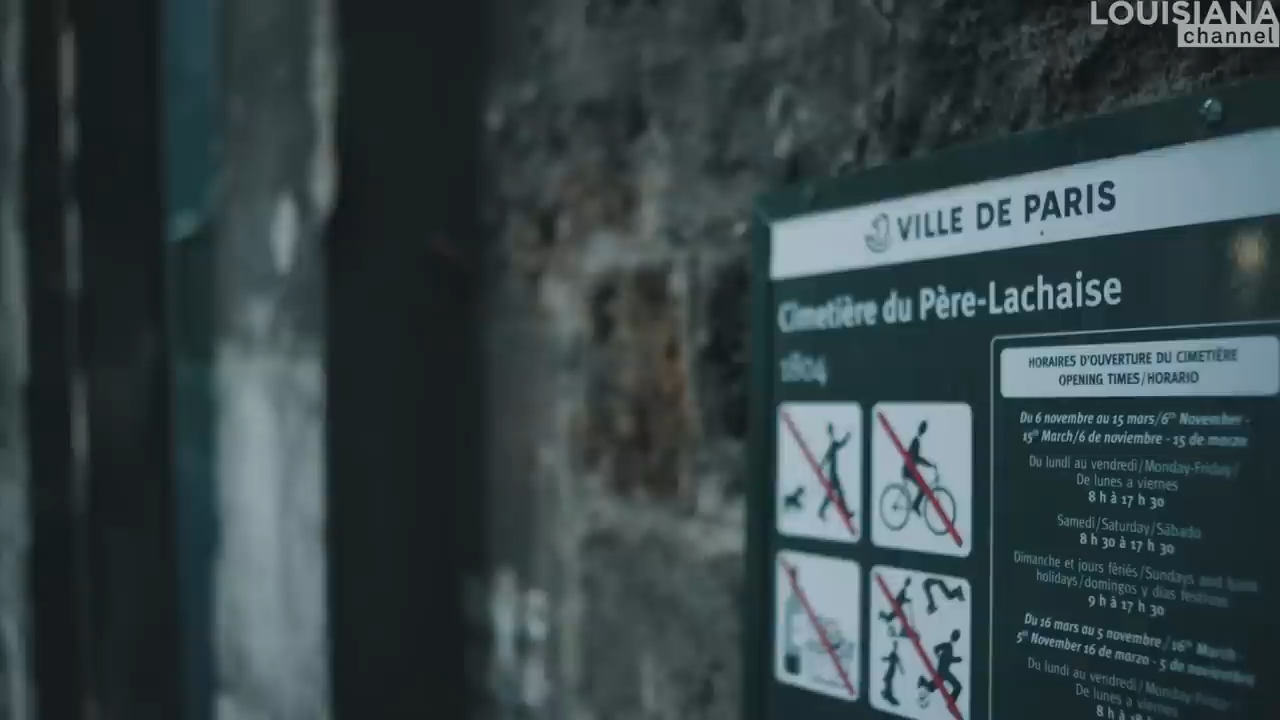 LOUISIANA
channel
VILLE DE PARIS
Cimetière du Père-Lachaise
1804
HORAIRES D'OUVERTURE DU CIMETIÈRE
OPENING TIMES/HORARIO
Du 6 novembre au 15 mars/6th November -
15th March/6 de noviembre - 15 de marzo
Du lundi au vendredi/Monday-Friday/
De lunes a viernes
8 h à 17 h 30
Samedi/Saturday/Sábado
8 h 30 à 17 h 30
Dimanche et jours fériés/Sundays and bank
holidays/domingos y días festivos
9 h à 17 h 30
Du 16 mars au 5 novembre/16th March -
5th November 16 de marzo - 5 de noviembre
Du lundi au vendredi/Monday-Friday/
De lunes a viernes
8 h à 18 h